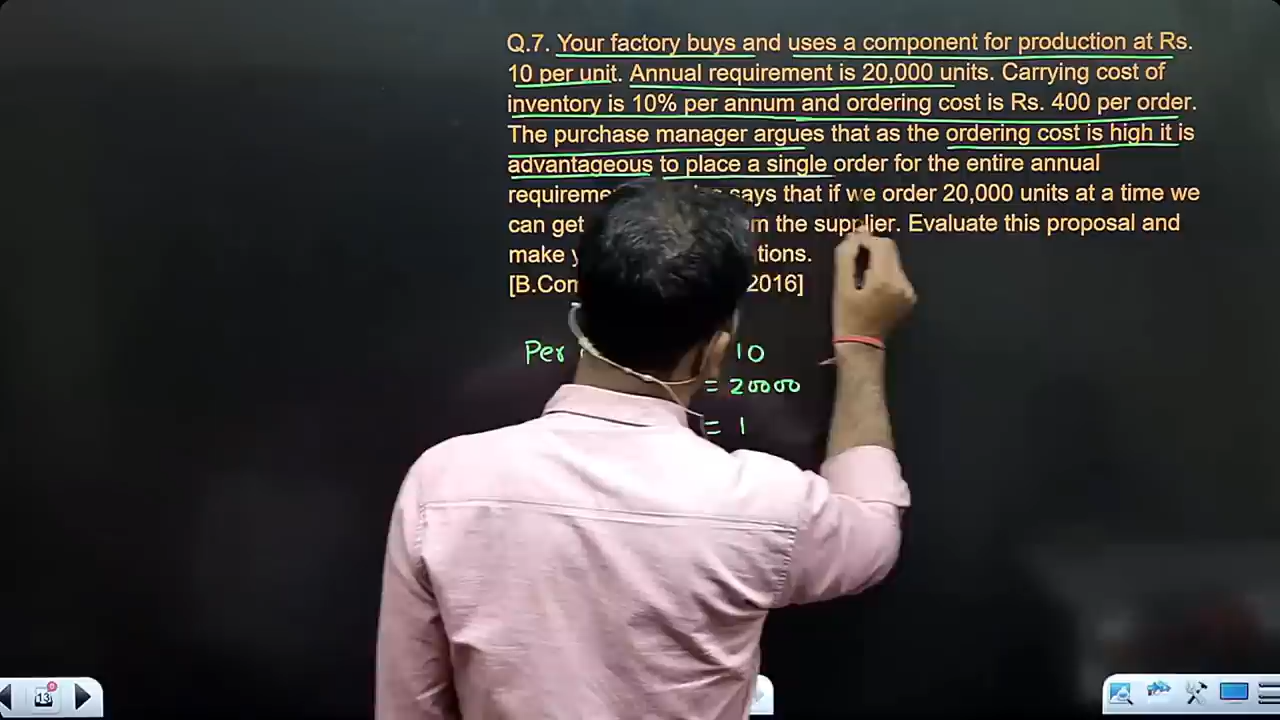 Q.7. Your factory buys and uses a component for production at Rs.
10 per unit. Annual requirement is 20,000 units. Carrying cost of
inventory is 10% per annum and ordering cost is Rs. 400 per order.
The purchase manager argues that as the ordering cost is high it is
advantageous to place a single order for the entire annual
says that if we order 20,000 units at a time we
can get the supplier. Evaluate this proposal and
make
[B.Com 2016]
Per 10
= 20000
= 1
13